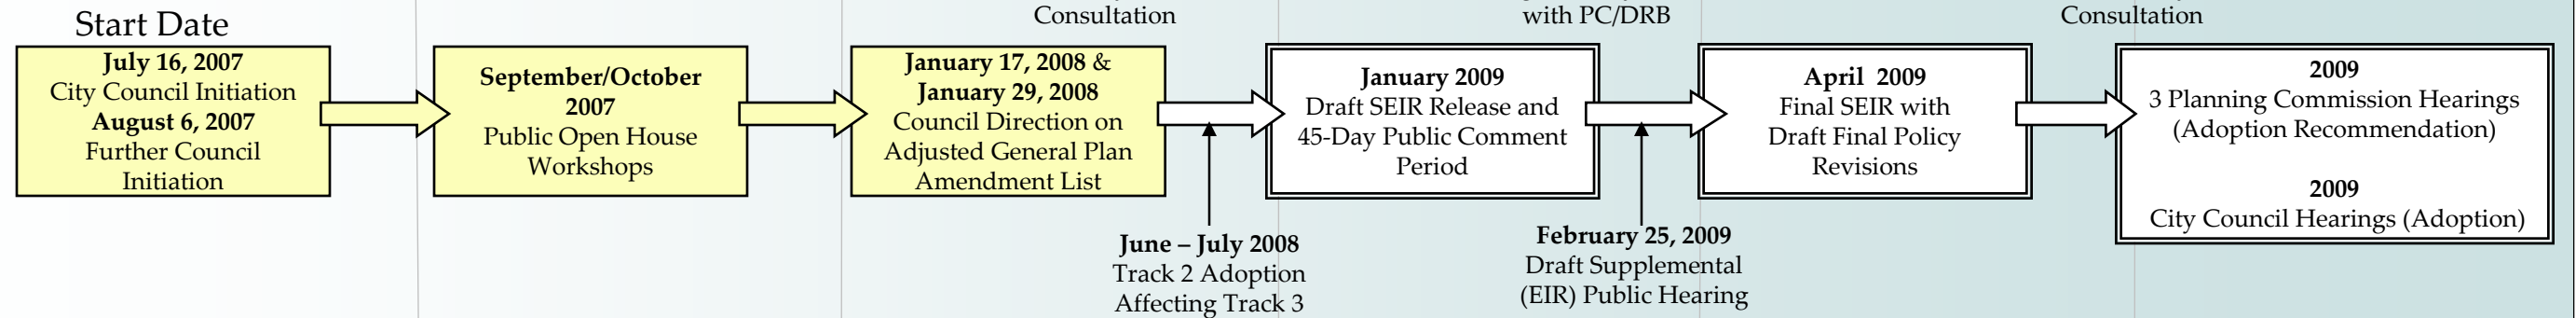 Consultation
with PC/DRB
Consultation
Start Date
July 16, 2007
City Council Initiation
August 6, 2007
Further Council
Initiation
September/October
2007
Public Open House
Workshops
January 17, 2008 &
January 29, 2008
Council Direction on
Adjusted General Plan
Amendment List
January 2009
Draft SEIR Release and
45-Day Public Comment
Period
April 2009
Final SEIR with
Draft Final Policy
Revisions
2009
3 Planning Commission Hearings
(Adoption Recommendation)
2009
City Council Hearings (Adoption)
June – July 2008
Track 2 Adoption
Affecting Track 3
February 25, 2009
Draft Supplemental
(EIR) Public Hearing